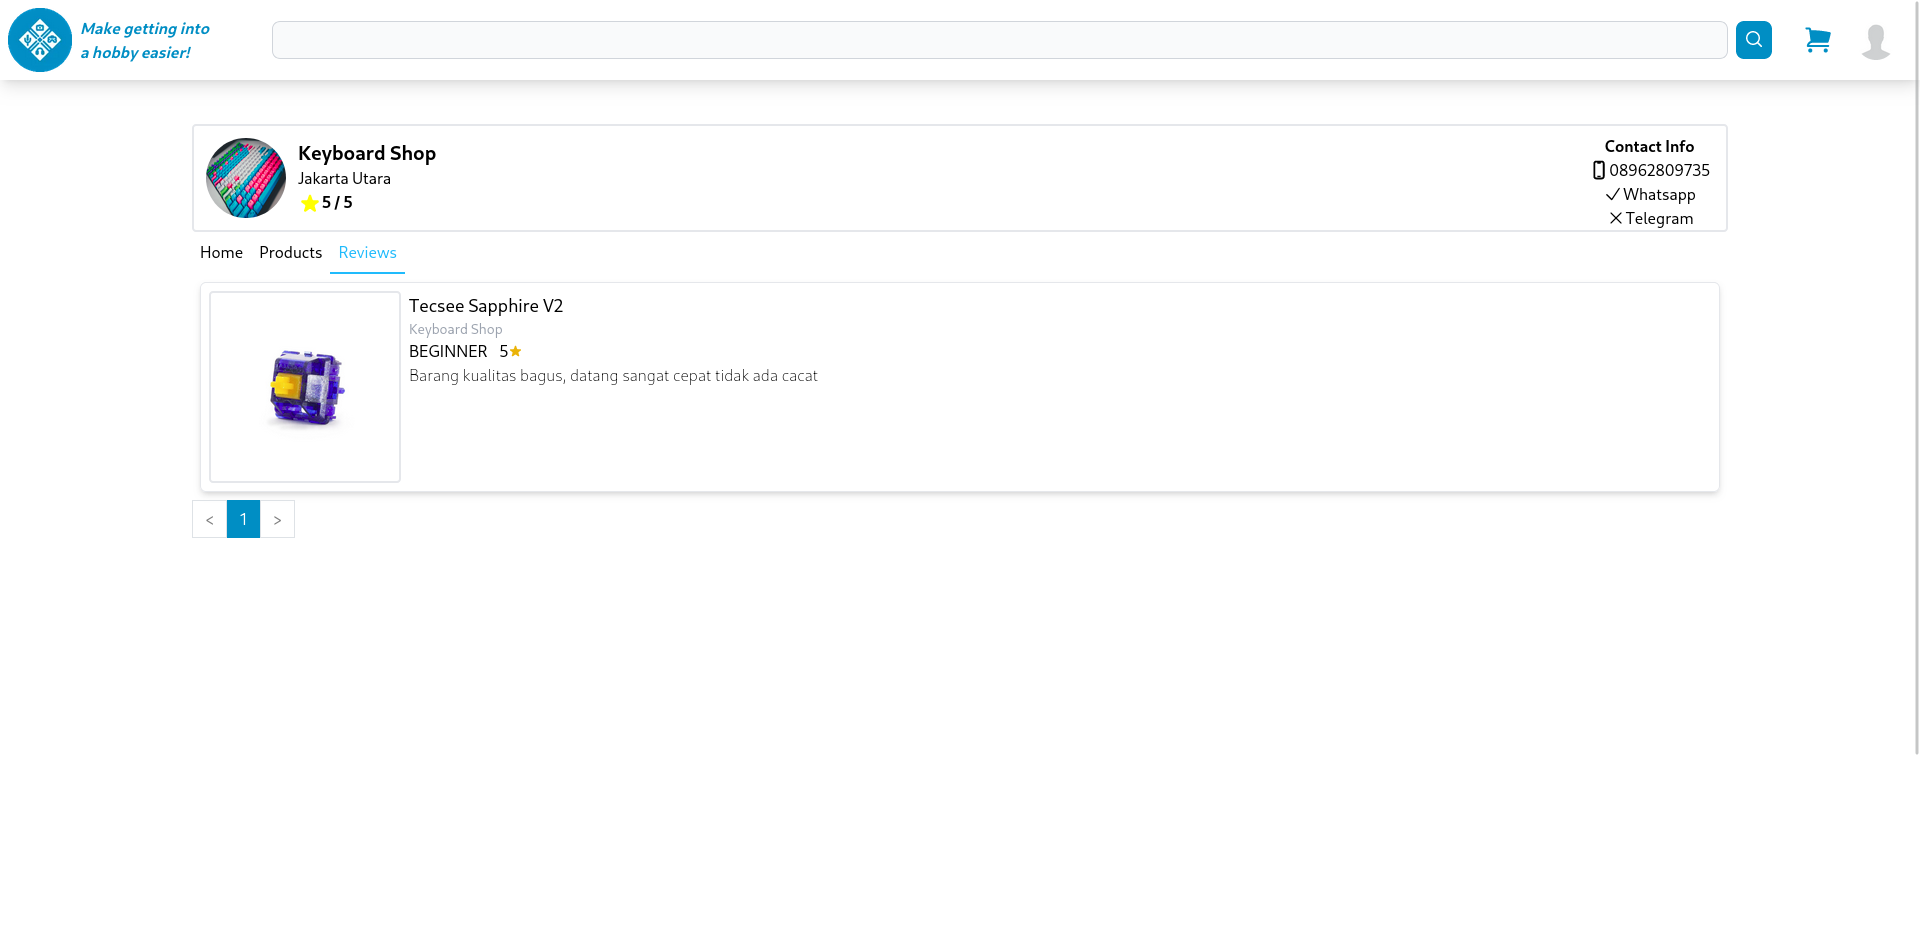 Make getting into
a hobby easier!
Keyboard Shop
Jakarta Utara
5 / 5
Contact Info
08962809735
Whatsapp
Telegram
Home Products Reviews
Tecsee Sapphire V2
Keyboard Shop
BEGINNER 5
Barang kualitas bagus, datang sangat cepat tidak ada cacat
< 1 >